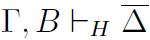 Γ, B ⊢_H \overline{Δ}